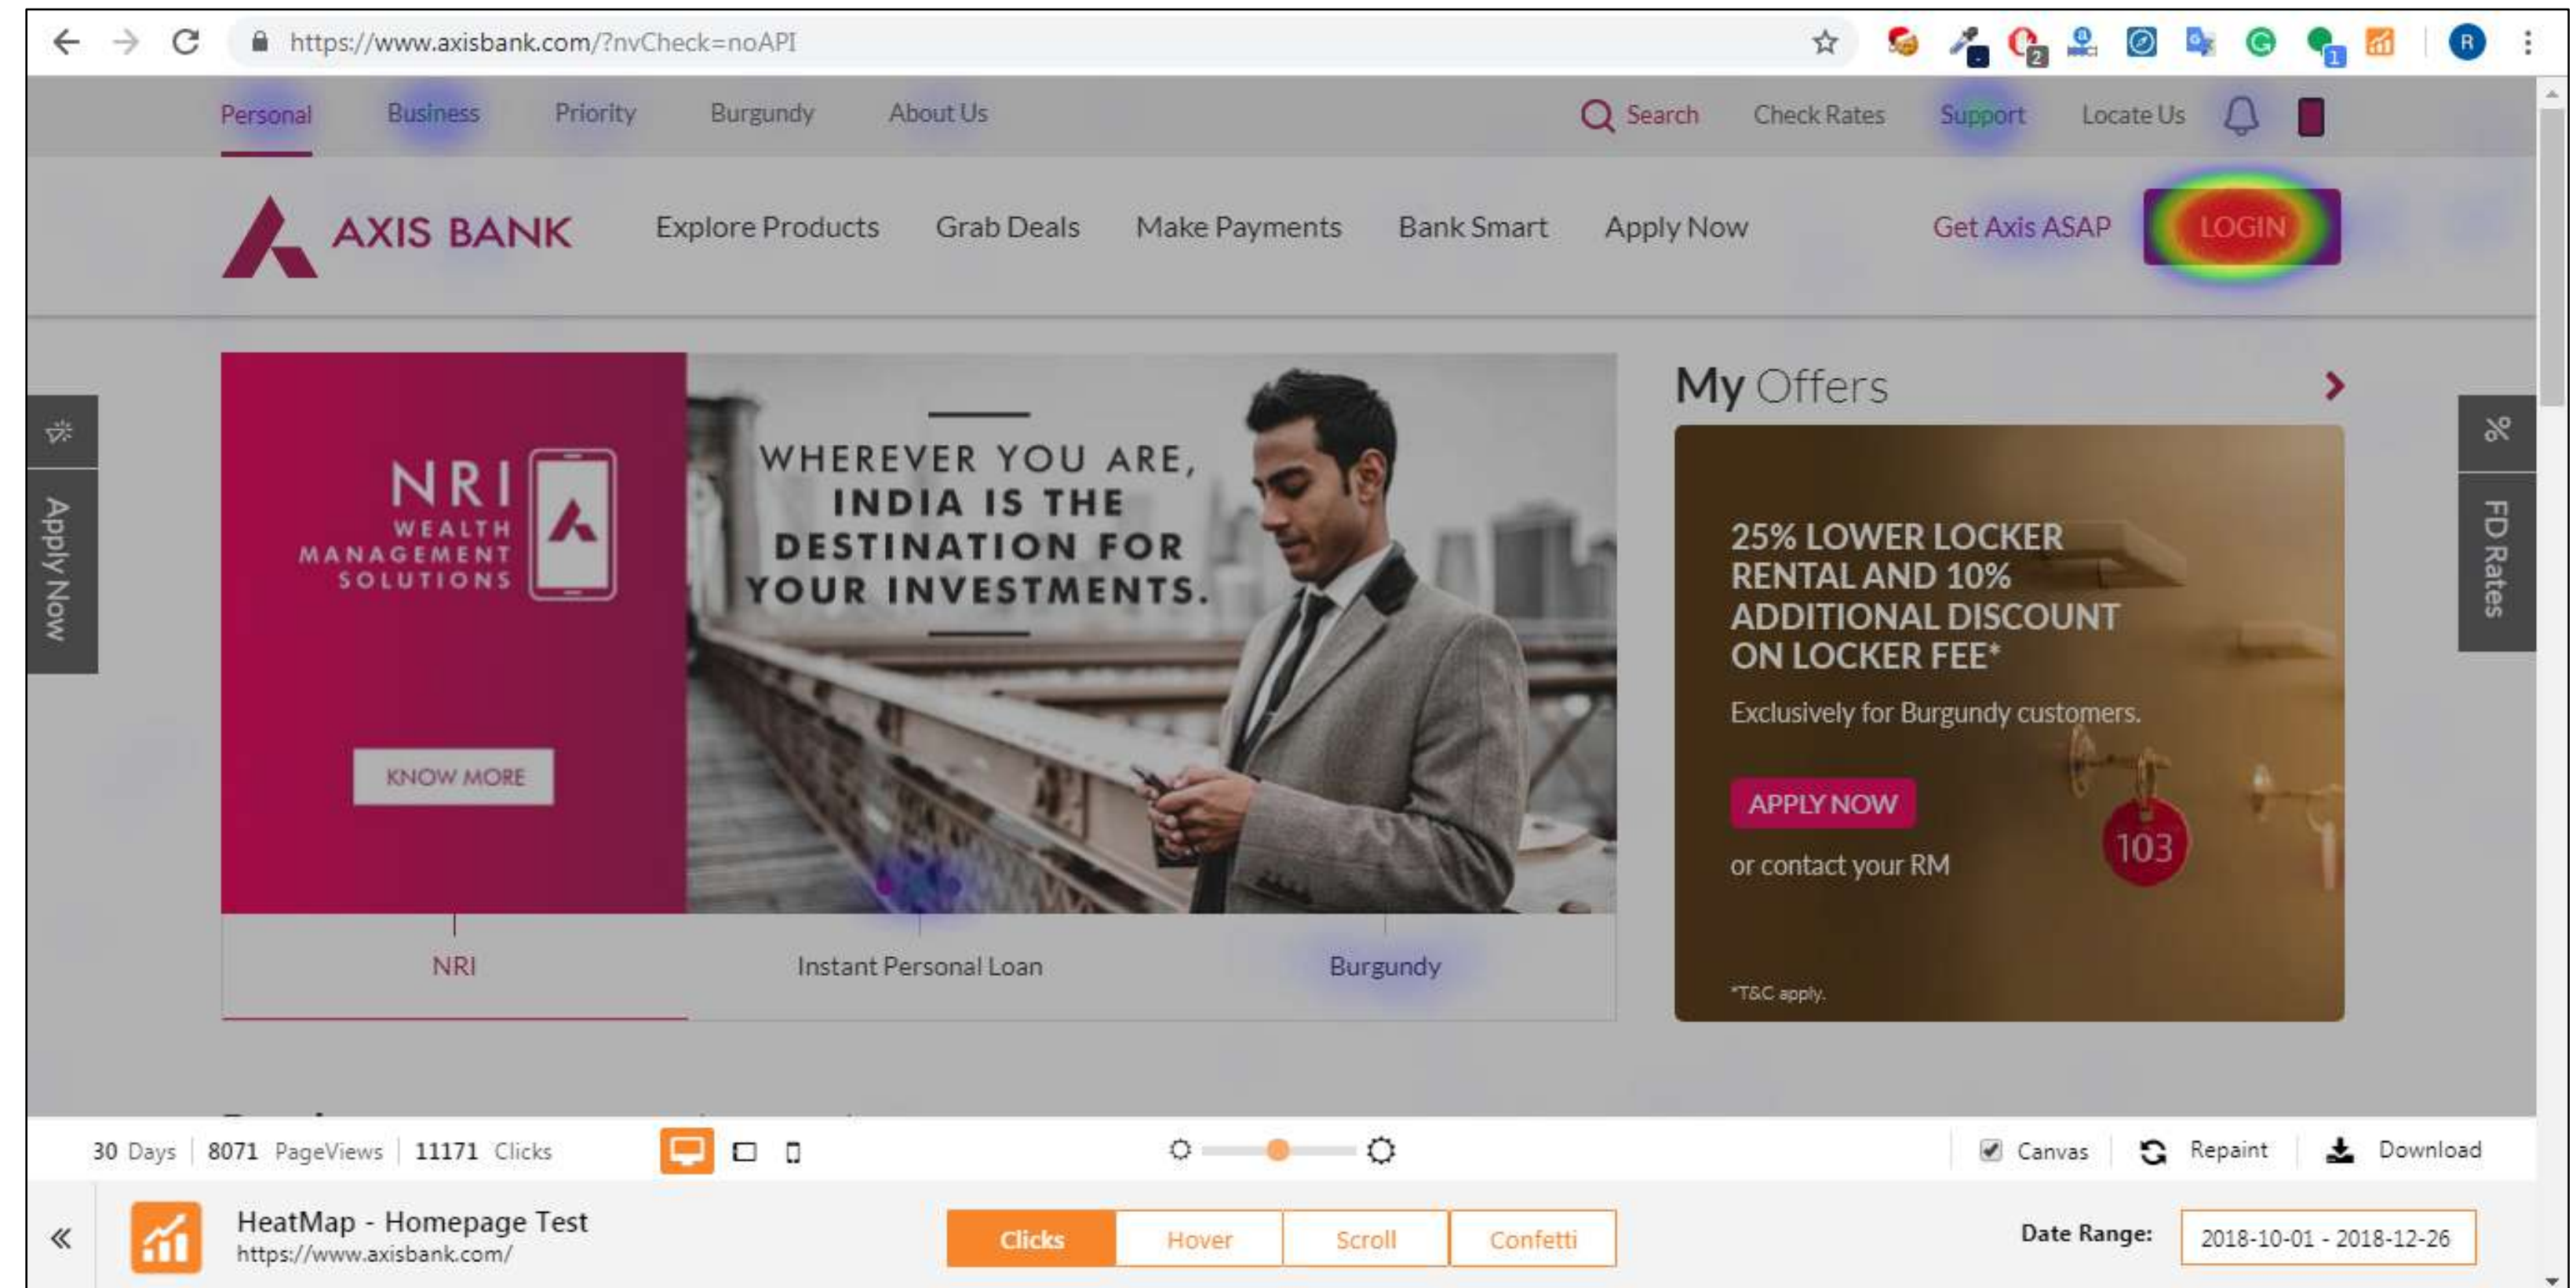 https://www.axisbank.com/?nvCheck=noAPI
2
a
G
1
R
Personal Business Priority Burgundy About Us Search Check Rates Support Locate Us
AXIS BANK Explore Products Grab Deals Make Payments Bank Smart Apply Now Get Axis ASAP LOGIN
My Offers
%
Apply Now
FD Rates
NRI
WEALTH
MANAGEMENT
SOLUTIONS
KNOW MORE
WHEREVER YOU ARE,
INDIA IS THE
DESTINATION FOR
YOUR INVESTMENTS.
25% LOWER LOCKER
RENTAL AND 10%
ADDITIONAL DISCOUNT
ON LOCKER FEE*
Exclusively for Burgundy customers.
APPLY NOW
or contact your RM
103
*T&C apply.
NRI Instant Personal Loan Burgundy
30 Days 8071 PageViews 11171 Clicks Canvas Repaint Download
HeatMap - Homepage Test
https://www.axisbank.com/
Clicks Hover Scroll Confetti
Date Range: 2018-10-01 - 2018-12-26